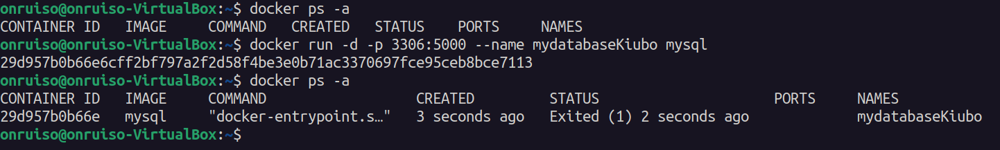 onruiso@onruiso-VirtualBox:~$ docker ps -a
CONTAINER ID   IMAGE     COMMAND   CREATED   STATUS    PORTS     NAMES
onruiso@onruiso-VirtualBox:~$ docker run -d -p 3306:5000 --name mydatabaseKiubo mysql
29d957b0b66e6cff2bf797a2f2d58f4be3e0b71ac3370697fce95ceb8bce7113
onruiso@onruiso-VirtualBox:~$ docker ps -a
CONTAINER ID   IMAGE     COMMAND                  CREATED         STATUS                     PORTS     NAMES
29d957b0b66e   mysql     "docker-entrypoint.s…"   3 seconds ago   Exited (1) 2 seconds ago             mydatabaseKiubo
onruiso@onruiso-VirtualBox:~$